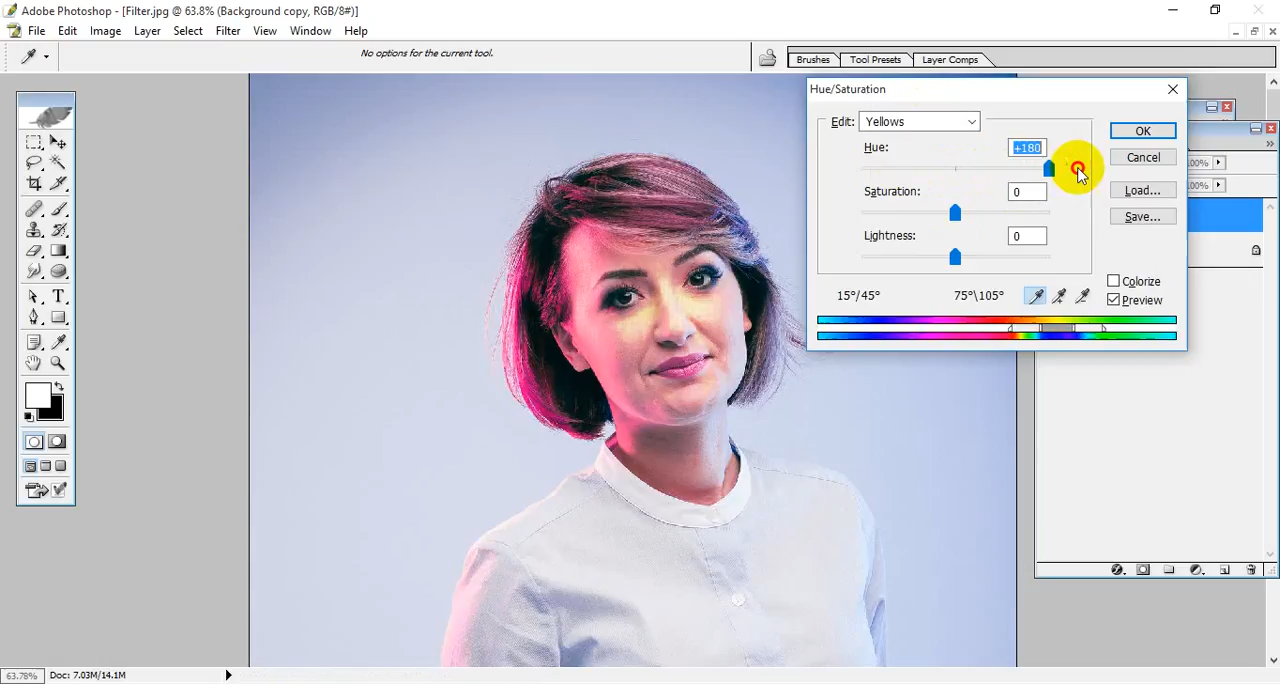 Adobe Photoshop - [Filter.jpg @ 63.8% (Background copy, RGB/8#)]
File Edit Image Layer Select Filter View Window Help
No options for the current tool.
Brushes Tool Presets Layer Comps
Hue/Saturation
Edit: Yellows
Hue: +180
OK
Cancel
Saturation: 0
Load...
Save...
Lightness: 0
Colorize
15°/45° 75°\105°
Preview
T
63.78% Doc: 7.03M/14.1M